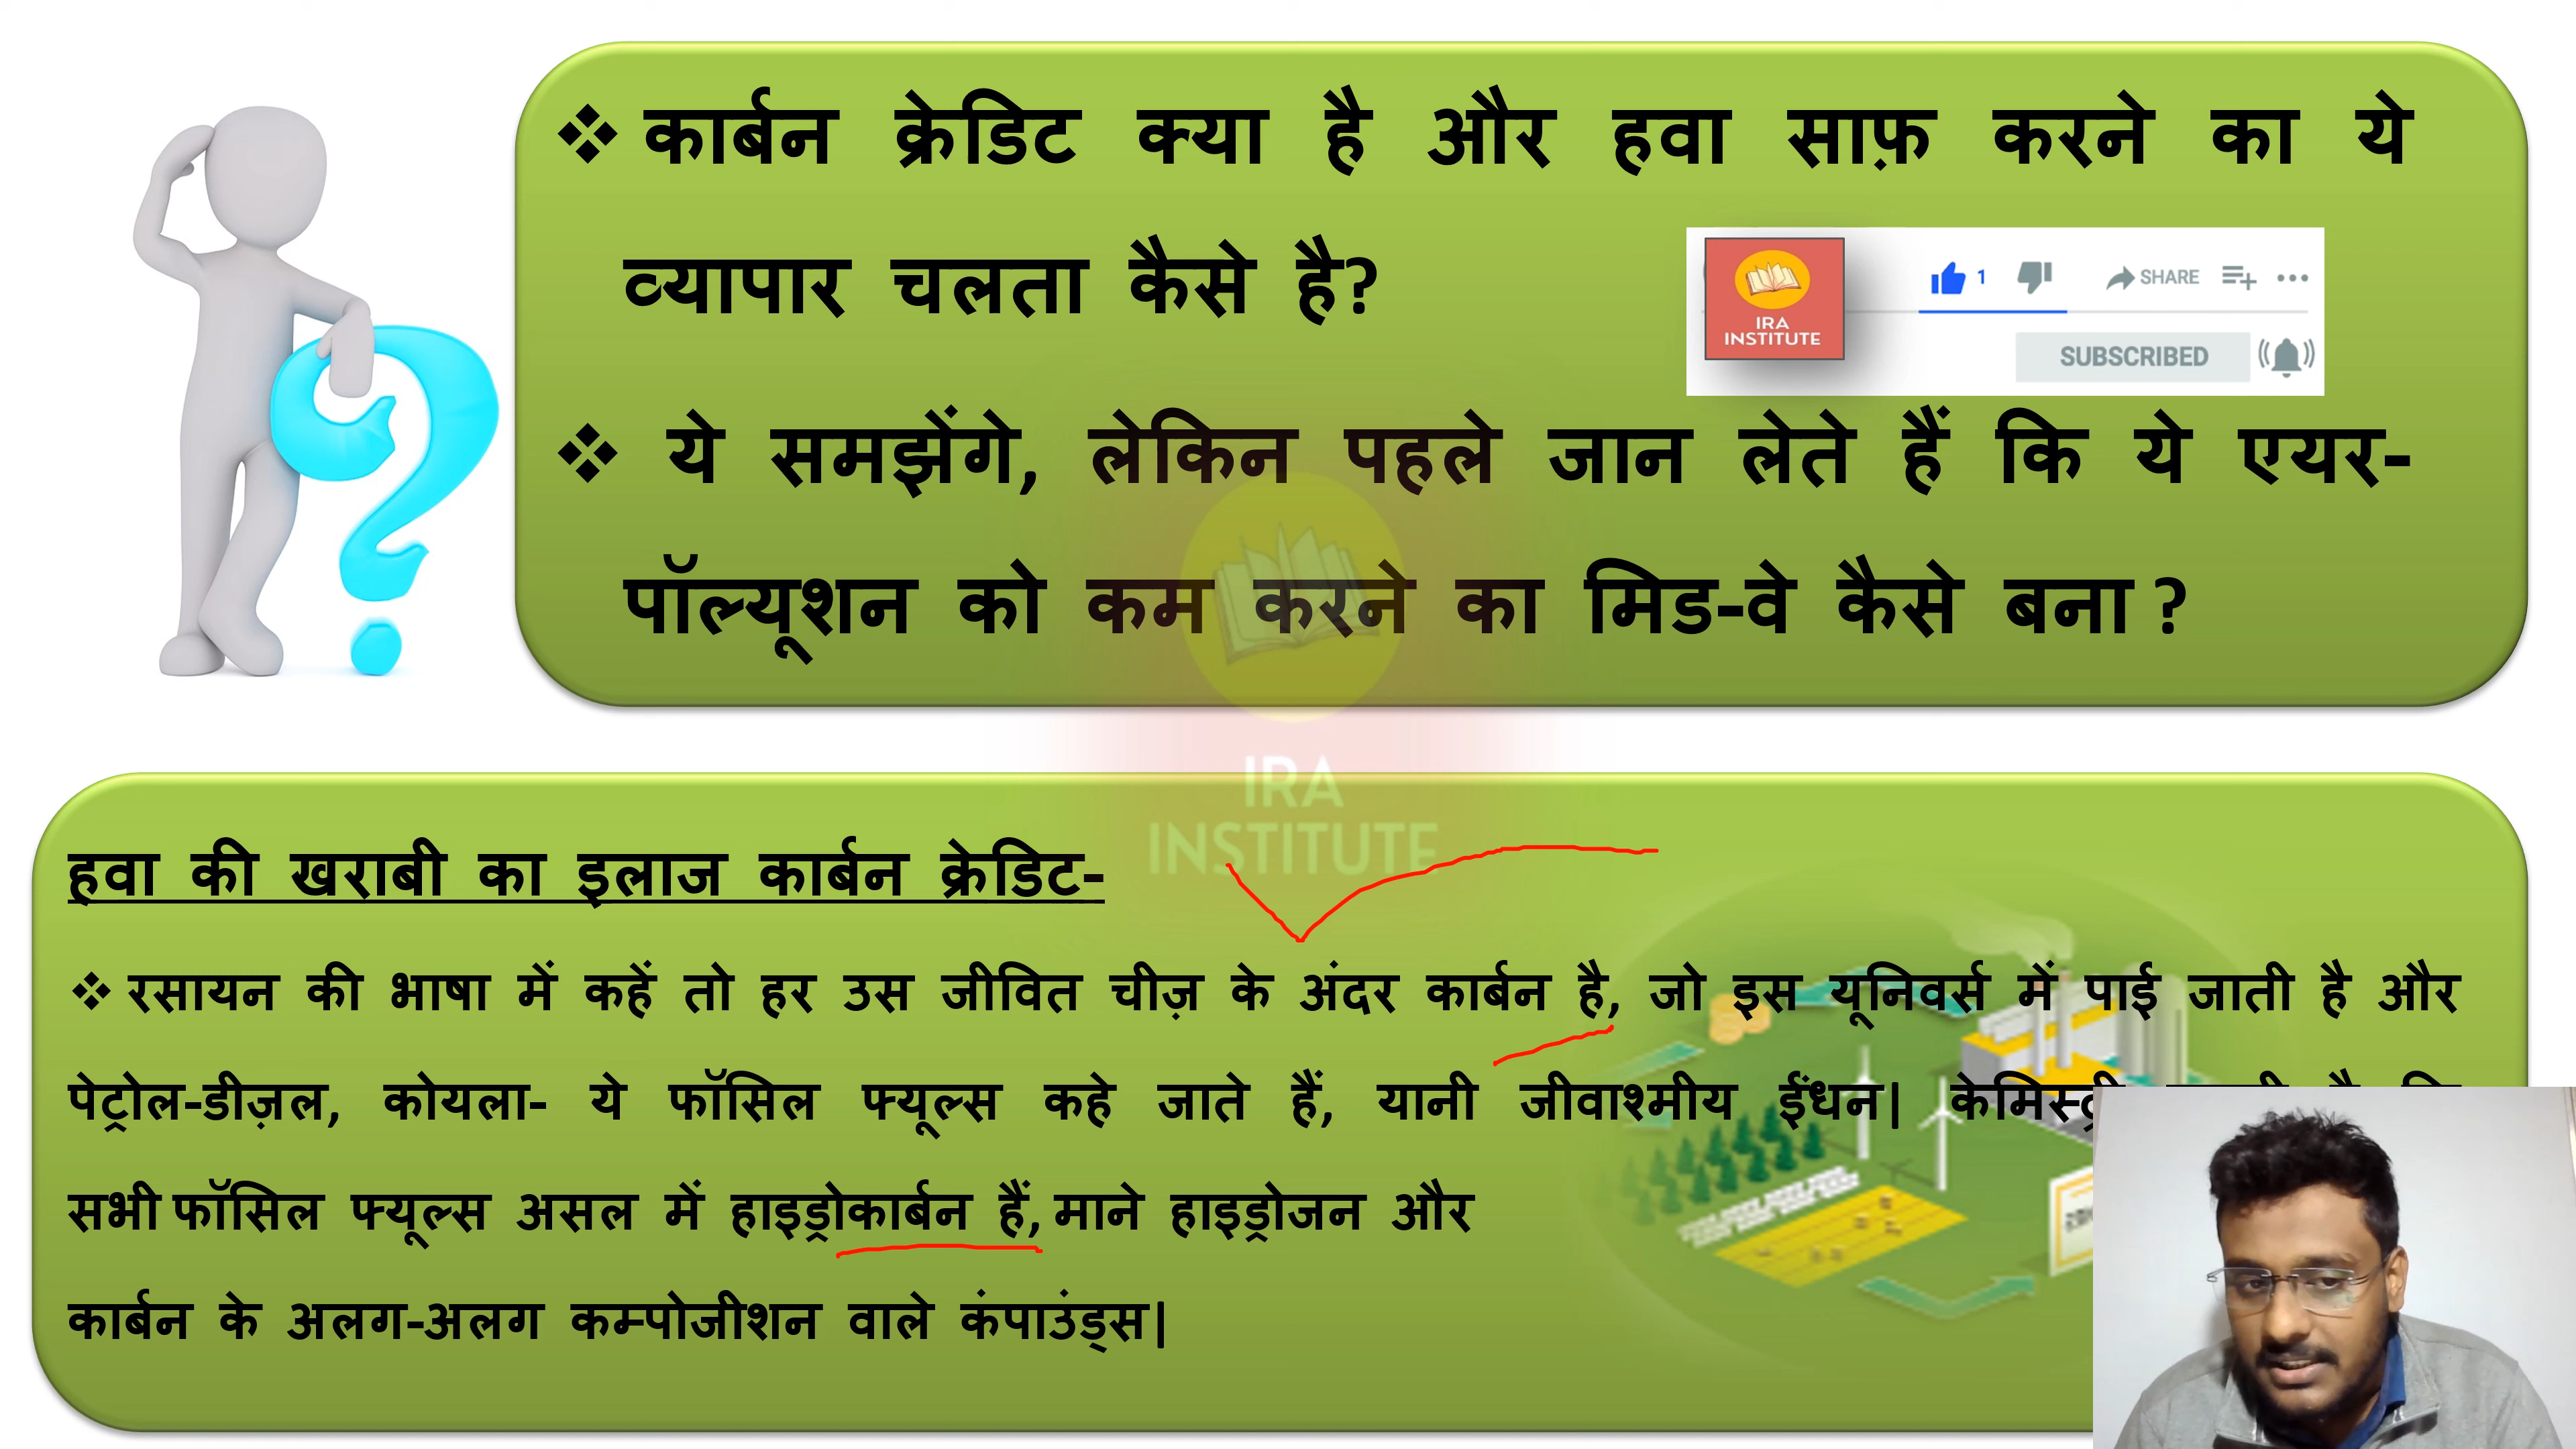 ❖ कार्बन क्रेडिट क्या है और हवा साफ़ करने का ये
व्यापार चलता कैसे है?
IRA
INSTITUTE
1
SHARE
SUBSCRIBED
❖ ये समझेंगे, लेकिन पहले जान लेते हैं कि ये एयर-
पॉल्यूशन को कम करने का मिड-वे कैसे बना ?
IRA
INSTITUTE
हवा की खराबी का इलाज कार्बन क्रेडिट-
❖ रसायन की भाषा में कहें तो हर उस जीवित चीज़ के अंदर कार्बन है, जो इस यूनिवर्स में पाई जाती है और
पेट्रोल-डीज़ल, कोयला- ये फॉसिल फ्यूल्स कहे जाते हैं, यानी जीवाश्मीय ईंधन| केमिस्ट्री
सभी फॉसिल फ्यूल्स असल में हाइड्रोकार्बन हैं, माने हाइड्रोजन और
कार्बन के अलग-अलग कम्पोजीशन वाले कंपाउंड्स|